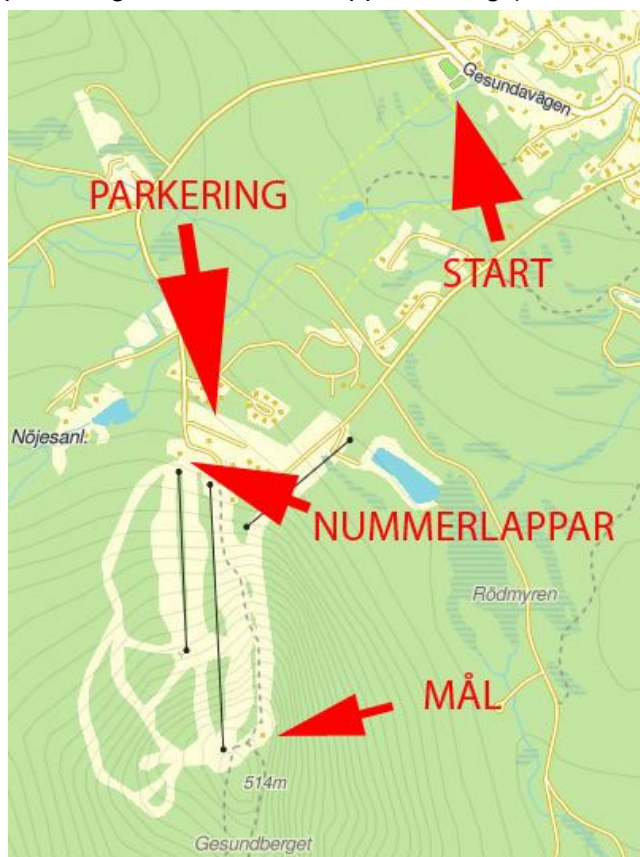 Gesundavägen
PARKERING
START
Nöjesanl.
NUMMERLAPPAR
Rödmyren
MÅL
514m
Gesundberget